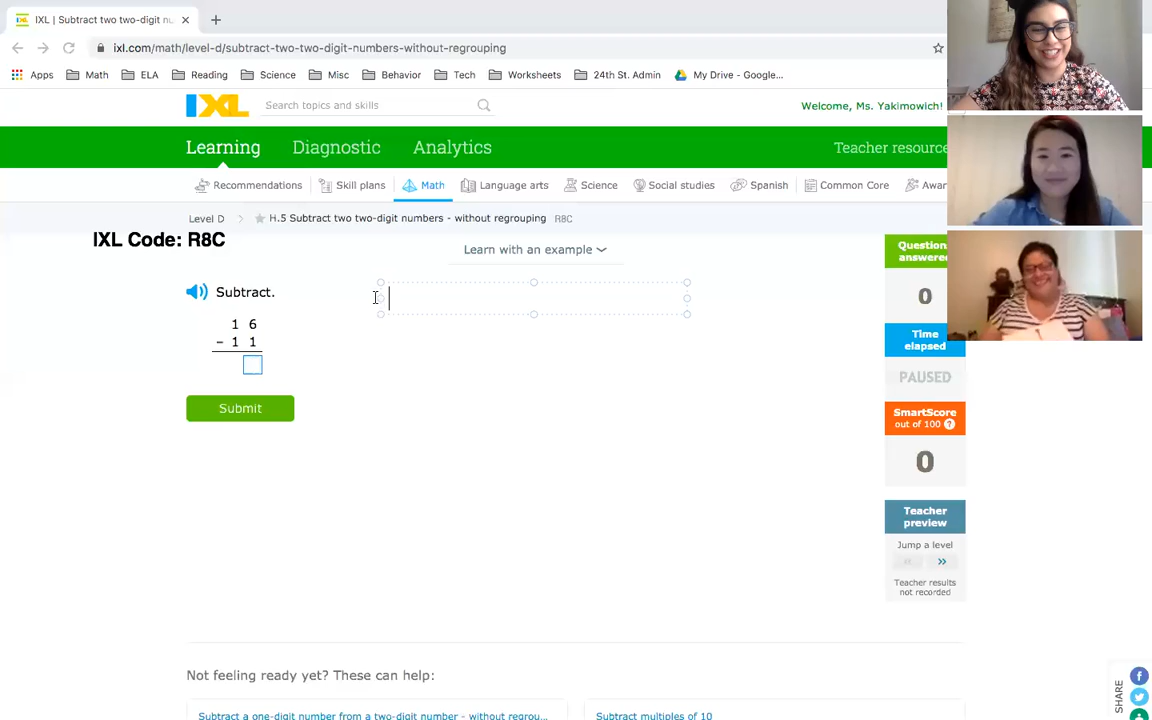 IXL | Subtract two two-digit nu
ixl.com/math/level-d/subtract-two-two-digit-numbers-without-regrouping
Apps Math ELA Reading Science Misc Behavior Tech Worksheets 24th St. Admin My Drive - Google...
IXL Search topics and skills Welcome, Ms. Yakimowich!
Learning Diagnostic Analytics Teacher resource
Recommendations Skill plans Math Language arts Science Social studies Spanish Common Core Awar
Level D > H.5 Subtract two two-digit numbers - without regrouping R8C
IXL Code: R8C
Learn with an example
Subtract.
1 6
− 1 1
Submit
Question
answere
0
Time
elapsed
PAUSED
SmartScore
out of 100 ?
0
Teacher
preview
Jump a level
« »
Teacher results
not recorded
Not feeling ready yet? These can help:
Subtract a one-digit number from a two-digit number - without regrou... Subtract multiples of 10
SHARE